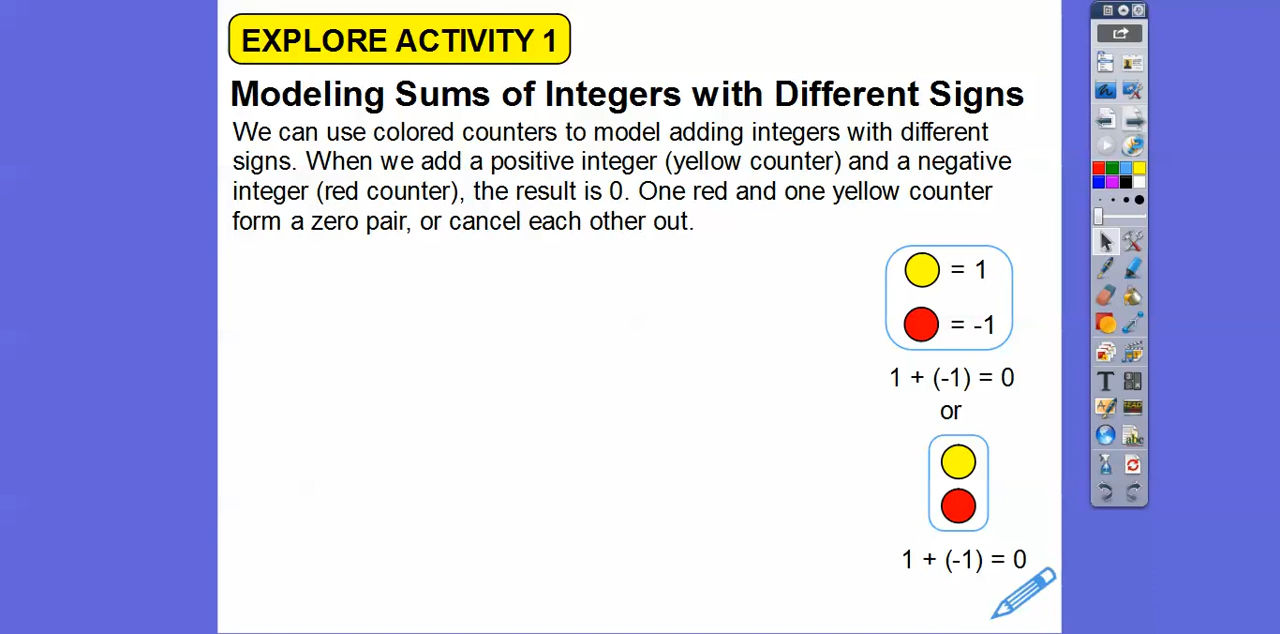 EXPLORE ACTIVITY 1
Modeling Sums of Integers with Different Signs
We can use colored counters to model adding integers with different
signs. When we add a positive integer (yellow counter) and a negative
integer (red counter), the result is 0. One red and one yellow counter
form a zero pair, or cancel each other out.
= 1
= -1
1 + (-1) = 0
or
1 + (-1) = 0
T
abc